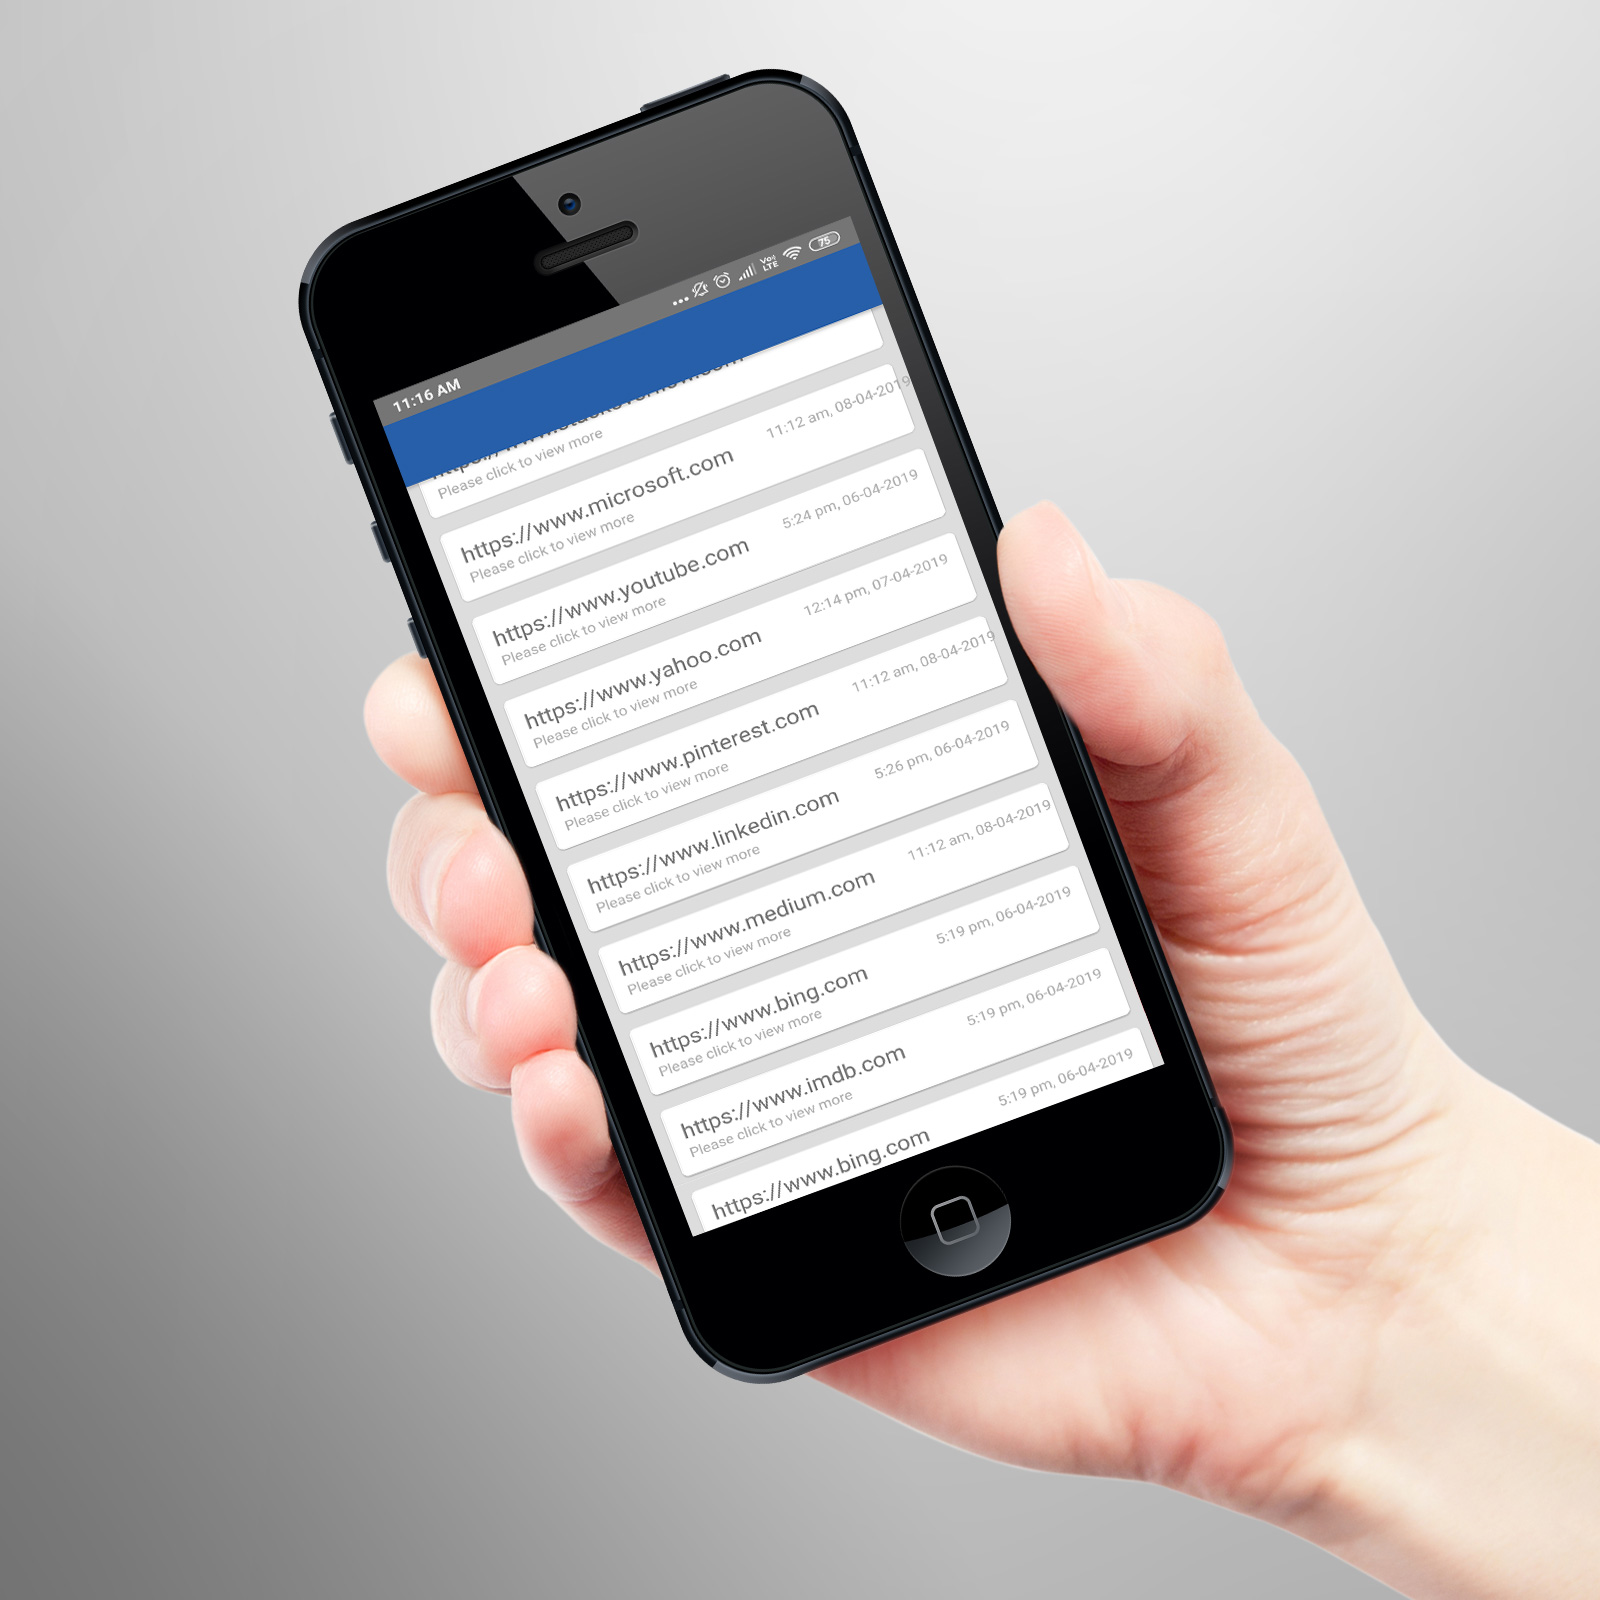 11:16 AM
75
Vo)
LTE
Please click to view more
https://www.microsoft.com 11:12 am, 08-04-2019
Please click to view more
https://www.youtube.com 5:24 pm, 06-04-2019
Please click to view more
https://www.yahoo.com 12:14 pm, 07-04-2019
Please click to view more
https://www.pinterest.com 11:12 am, 08-04-2019
Please click to view more
https://www.linkedin.com 5:26 pm, 06-04-2019
Please click to view more
https://www.medium.com 11:12 am, 08-04-2019
Please click to view more
https://www.bing.com 5:19 pm, 06-04-2019
Please click to view more
https://www.imdb.com 5:19 pm, 06-04-2019
Please click to view more
https://www.bing.com 5:19 pm, 06-04-2019